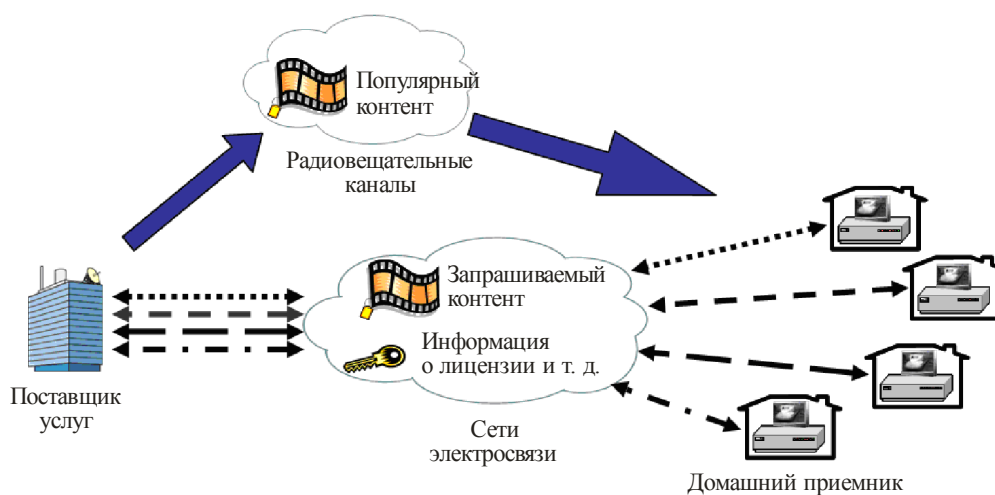 Популярный
контент
Радиовещательные
каналы
Запрашиваемый
контент
Информация
о лицензии и т. д.
Поставщик
услуг
Сети
электросвязи
Домашний приемник